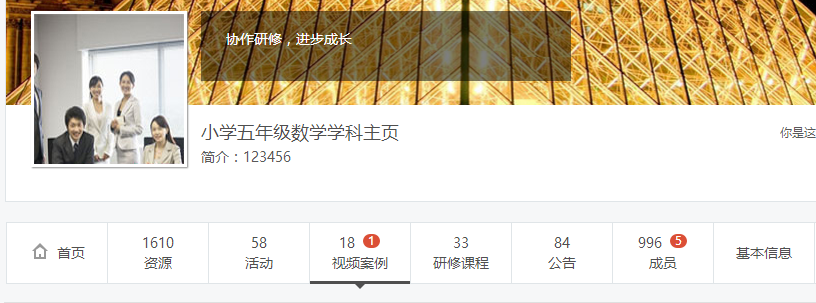 协作研修，进步成长
小学五年级数学学科主页
你是这
简介：123456
首页
1610
资源
58
活动
18 1
视频案例
33
研修课程
84
公告
996 5
成员
基本信息